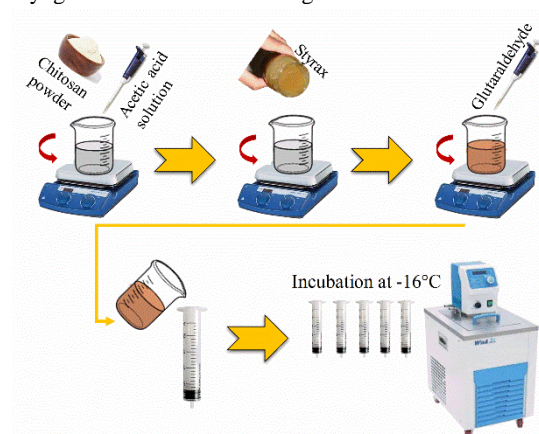 Chitosan
powder
Acetic acid
solution
Styrax
Glutaraldehyde
Incubation at -16°C